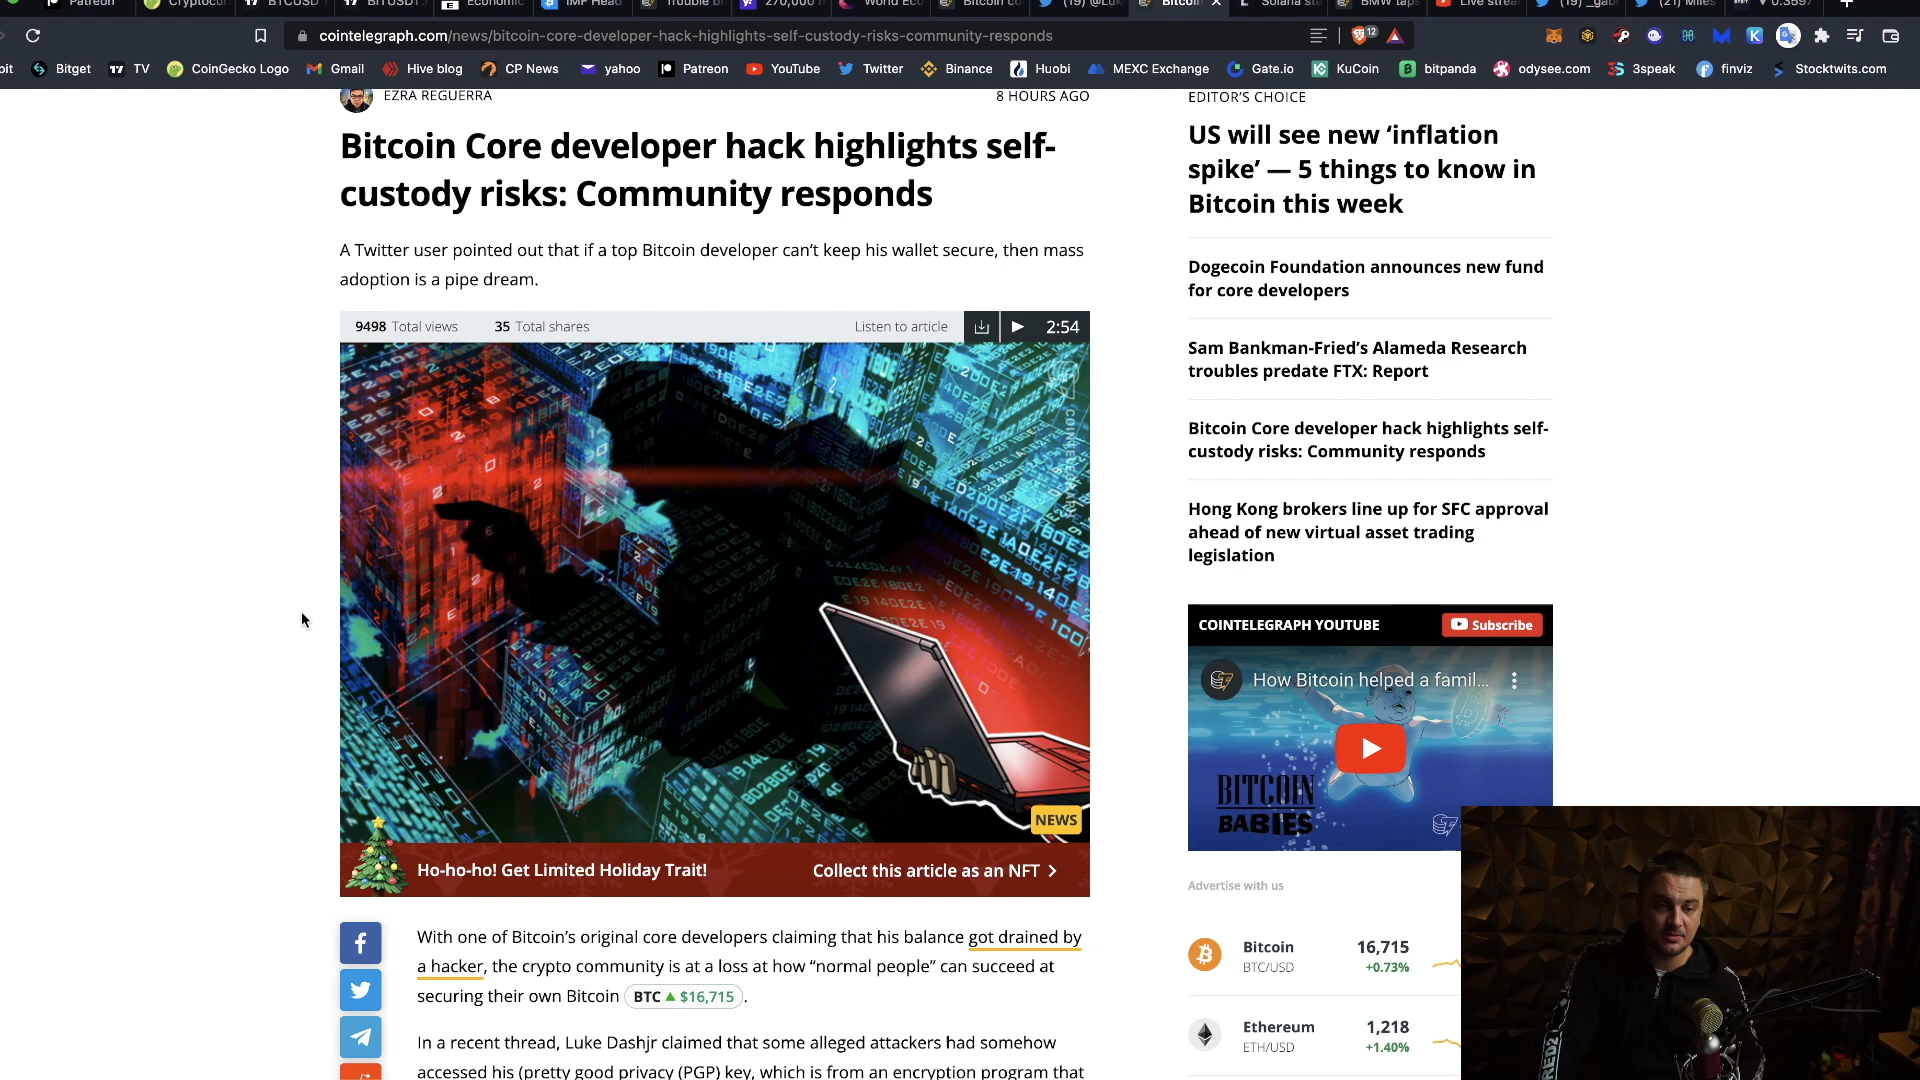 Patreon
Cryptocu
BTCUSD
BITUSDT
Economic
IMF Head
Trouble b
270,000
World Eco
Bitcoin co
(19) @Luk
Bitcoin
Solana sta
BMW taps
Live strea
(19) _gab
(21) Miles
▼ 0.3597
cointelegraph.com/news/bitcoin-core-developer-hack-highlights-self-custody-risks-community-responds
12
bit Bitget TV CoinGecko Logo Gmail Hive blog CP News yahoo Patreon YouTube Twitter Binance Huobi MEXC Exchange Gate.io KuCoin bitpanda odysee.com 3speak finviz Stocktwits.com
EZRA REGUERRA
8 HOURS AGO
Bitcoin Core developer hack highlights self-
custody risks: Community responds
A Twitter user pointed out that if a top Bitcoin developer can't keep his wallet secure, then mass
adoption is a pipe dream.
9498 Total views 35 Total shares Listen to article 2:54
COINTELEGRAPH
NEWS
Ho-ho-ho! Get Limited Holiday Trait! Collect this article as an NFT
With one of Bitcoin's original core developers claiming that his balance got drained by
a hacker, the crypto community is at a loss at how “normal people” can succeed at
securing their own Bitcoin BTC ▲ $16,715 .
In a recent thread, Luke Dashjr claimed that some alleged attackers had somehow
accessed his (pretty good privacy (PGP) key, which is from an encryption program that
EDITOR'S CHOICE
US will see new ‘inflation
spike’ — 5 things to know in
Bitcoin this week
Dogecoin Foundation announces new fund
for core developers
Sam Bankman-Fried's Alameda Research
troubles predate FTX: Report
Bitcoin Core developer hack highlights self-
custody risks: Community responds
Hong Kong brokers line up for SFC approval
ahead of new virtual asset trading
legislation
COINTELEGRAPH YOUTUBE
Subscribe
How Bitcoin helped a famil...
BITCOIN
BABIES
Advertise with us
Bitcoin 16,715
BTC/USD +0.73%
Ethereum 1,218
ETH/USD +1.40%